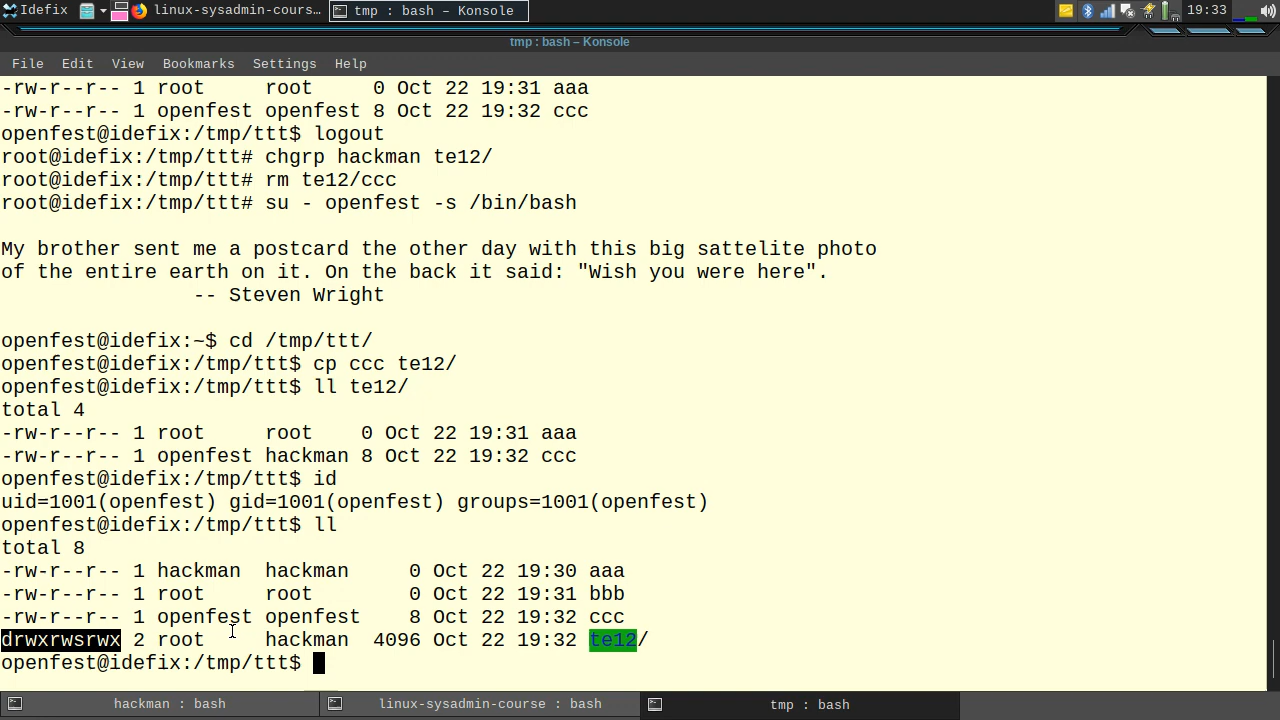 Idefix linux-sysadmin-cours... tmp : bash – Konsole 19:33
tmp : bash – Konsole
File Edit View Bookmarks Settings Help
-rw-r--r-- 1 root     root     0 Oct 22 19:31 aaa
-rw-r--r-- 1 openfest openfest 8 Oct 22 19:32 ccc
openfest@idefix:/tmp/ttt$ logout
root@idefix:/tmp/ttt# chgrp hackman te12/
root@idefix:/tmp/ttt# rm te12/ccc
root@idefix:/tmp/ttt# su - openfest -s /bin/bash
My brother sent me a postcard the other day with this big sattelite photo
of the entire earth on it. On the back it said: "Wish you were here".
-- Steven Wright
openfest@idefix:~$ cd /tmp/ttt/
openfest@idefix:/tmp/ttt$ cp ccc te12/
openfest@idefix:/tmp/ttt$ ll te12/
total 4
-rw-r--r-- 1 root     root    0 Oct 22 19:31 aaa
-rw-r--r-- 1 openfest hackman 8 Oct 22 19:32 ccc
openfest@idefix:/tmp/ttt$ id
uid=1001(openfest) gid=1001(openfest) groups=1001(openfest)
openfest@idefix:/tmp/ttt$ ll
total 8
-rw-r--r-- 1 hackman  hackman     0 Oct 22 19:30 aaa
-rw-r--r-- 1 root     root        0 Oct 22 19:31 bbb
-rw-r--r-- 1 openfest openfest    8 Oct 22 19:32 ccc
drwxrwsrwx 2 root     hackman  4096 Oct 22 19:32 te12/
openfest@idefix:/tmp/ttt$
hackman : bash linux-sysadmin-course : bash tmp : bash